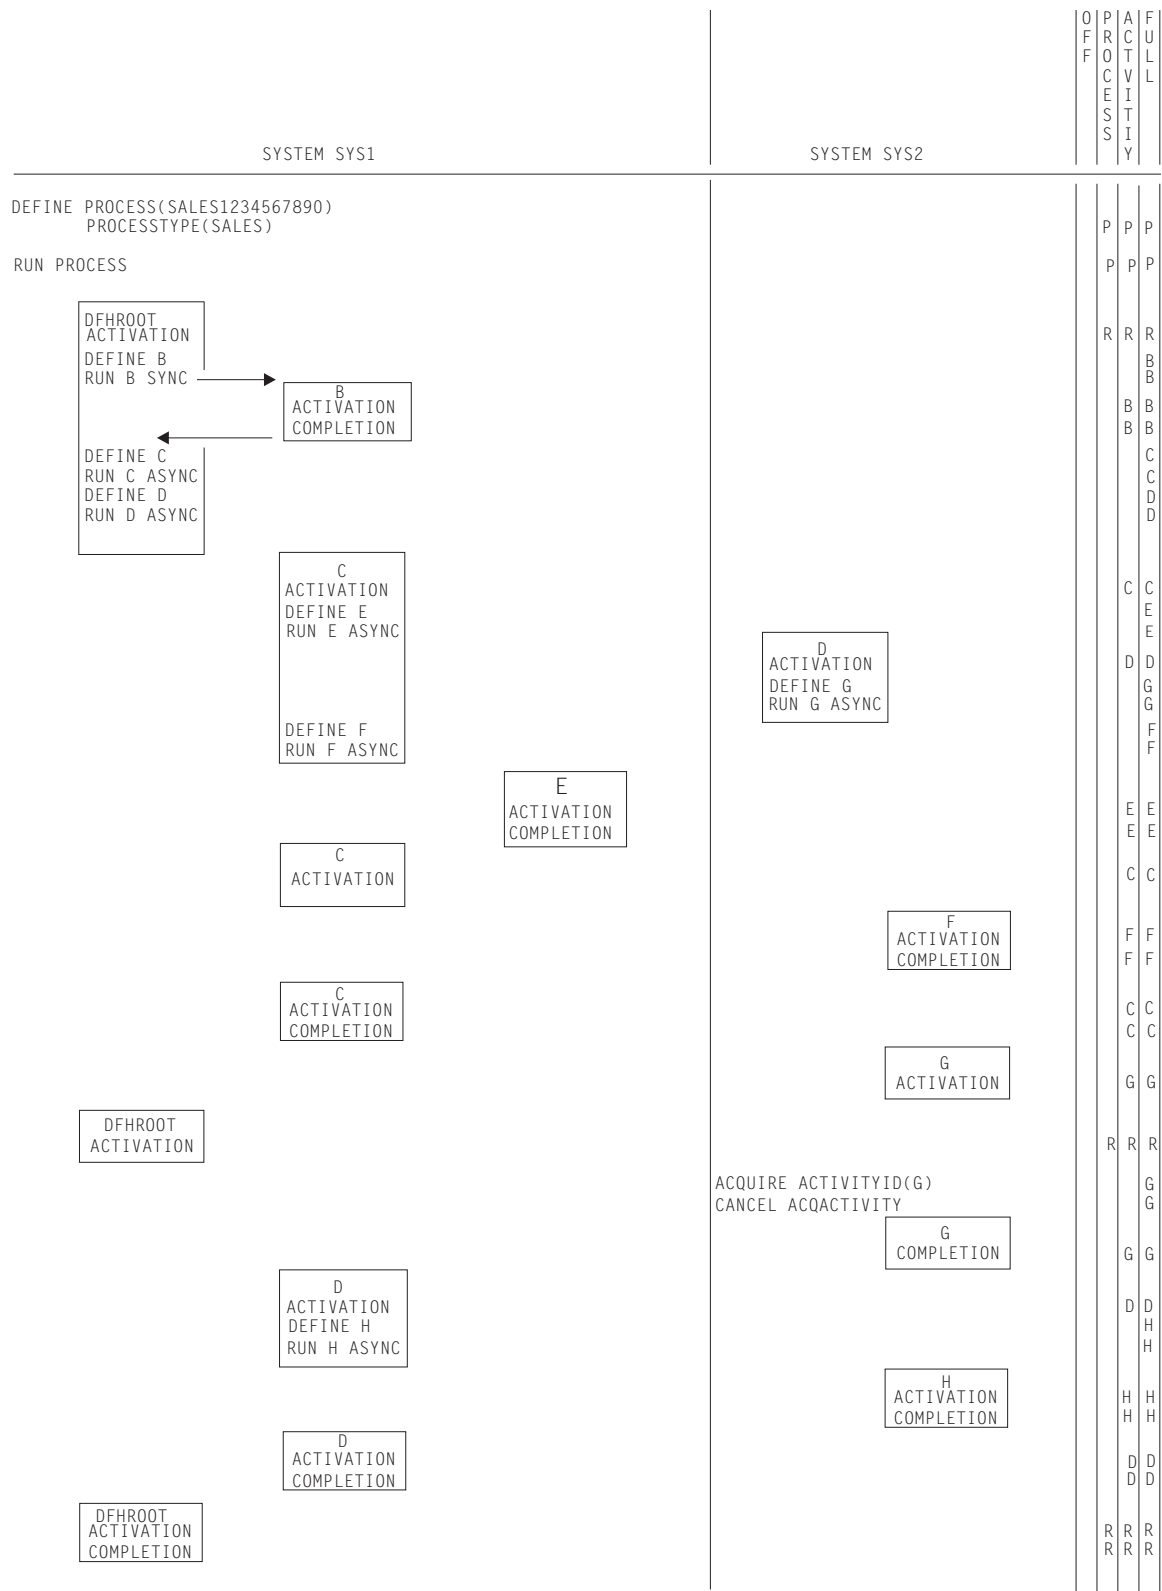 OFF
PROCESS
ACTIVITIY
FULL
SYSTEM SYS1
SYSTEM SYS2
DEFINE PROCESS(SALES1234567890)
PROCESSTYPE(SALES)
P P P
RUN PROCESS
P P P
DFHROOT
ACTIVATION
R R R
DEFINE B
B
RUN B SYNC
B
B
ACTIVATION
B B
COMPLETION
B B
DEFINE C
C
RUN C ASYNC
C
DEFINE D
D
RUN D ASYNC
D
C
ACTIVATION
C C
DEFINE E
E
RUN E ASYNC
E
D
ACTIVATION
D D
DEFINE G
G
RUN G ASYNC
G
DEFINE F
F
RUN F ASYNC
F
E
ACTIVATION
E E
COMPLETION
E E
C
ACTIVATION
C C
F
ACTIVATION
F F
COMPLETION
F F
C
ACTIVATION
C C
COMPLETION
C C
G
ACTIVATION
G G
DFHROOT
ACTIVATION
R R R
ACQUIRE ACTIVITYID(G)
G
CANCEL ACQACTIVITY
G
G
COMPLETION
G G
D
ACTIVATION
D D
DEFINE H
H
RUN H ASYNC
H
H
ACTIVATION
H H
COMPLETION
H H
D
ACTIVATION
D D
COMPLETION
D D
DFHROOT
ACTIVATION
R R R
COMPLETION
R R R